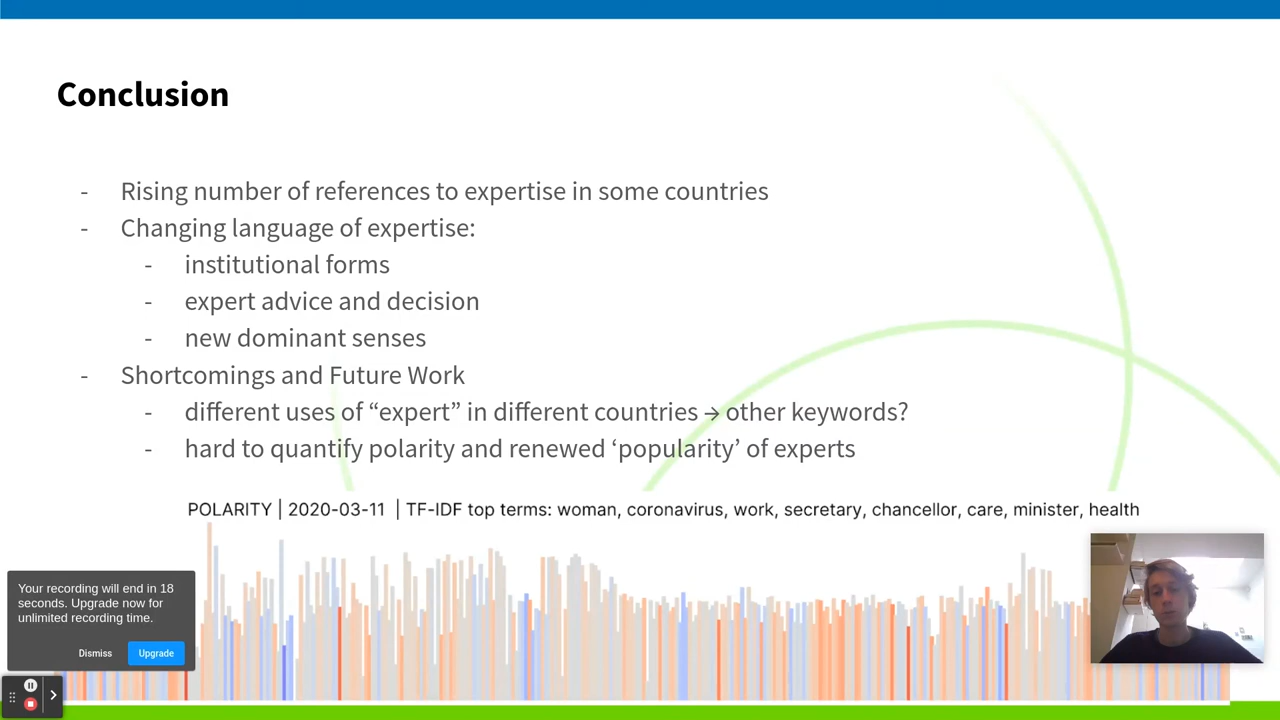 Conclusion
- Rising number of references to expertise in some countries
- Changing language of expertise:
- institutional forms
- expert advice and decision
- new dominant senses
- Shortcomings and Future Work
- different uses of “expert” in different countries → other keywords?
- hard to quantify polarity and renewed ‘popularity’ of experts
POLARITY | 2020-03-11 | TF-IDF top terms: woman, coronavirus, work, secretary, chancellor, care, minister, health
Your recording will end in 18
seconds. Upgrade now for
unlimited recording time.
Dismiss Upgrade